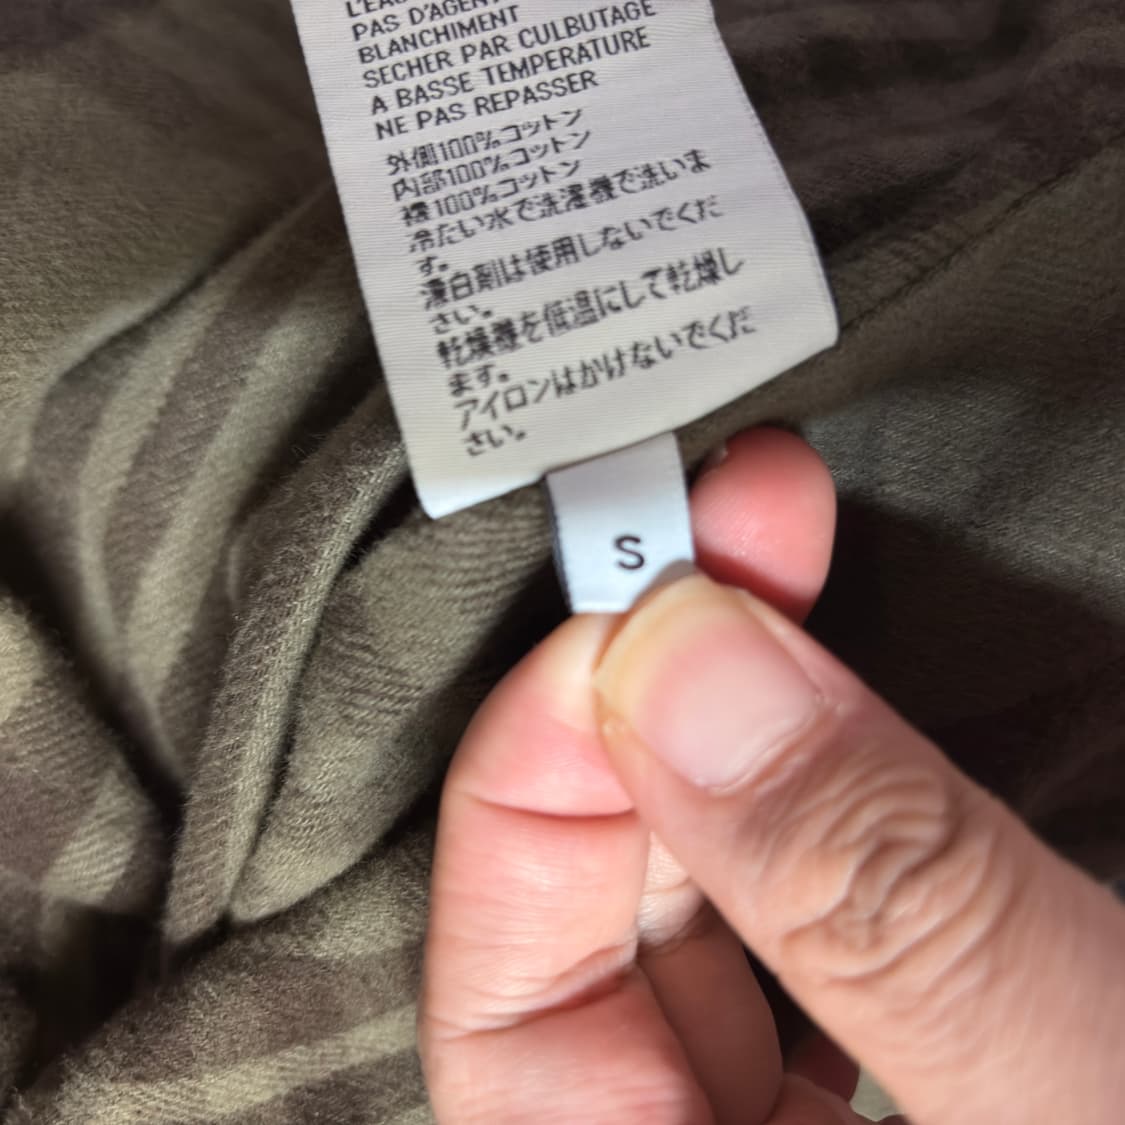 PAS D'AGENT
BLANCHIMENT
SECHER PAR CULBUTAGE
A BASSE TEMPERATURE
NE PAS REPASSER
外側100%コットン
内部100%コットン
襟100%コットン
冷たい水で洗濯機で洗いま
す。
漂白剤は使用しないでくだ
さい。
乾燥機を低温にして乾燥し
ます。
アイロンはかけないでくだ
さい。
S